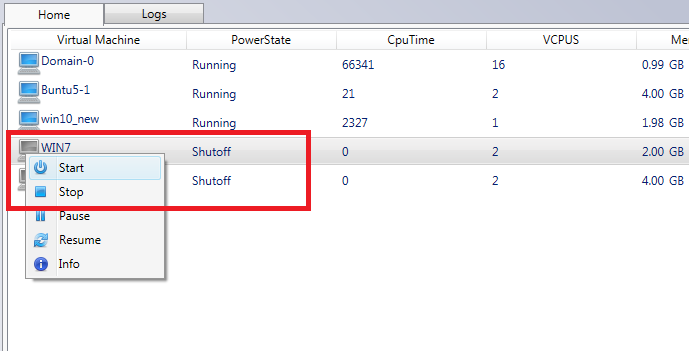 Home Logs
Virtual Machine PowerState CpuTime VCPUS
Domain-0 Running 66341 16 0.99 GB
Buntu5-1 Running 21 2 4.00 GB
win10_new Running 2327 1 1.98 GB
WIN7 Shutoff 0 2 2.00 GB
Start
Shutoff 0 2 4.00 GB
Stop
Pause
Resume
Info